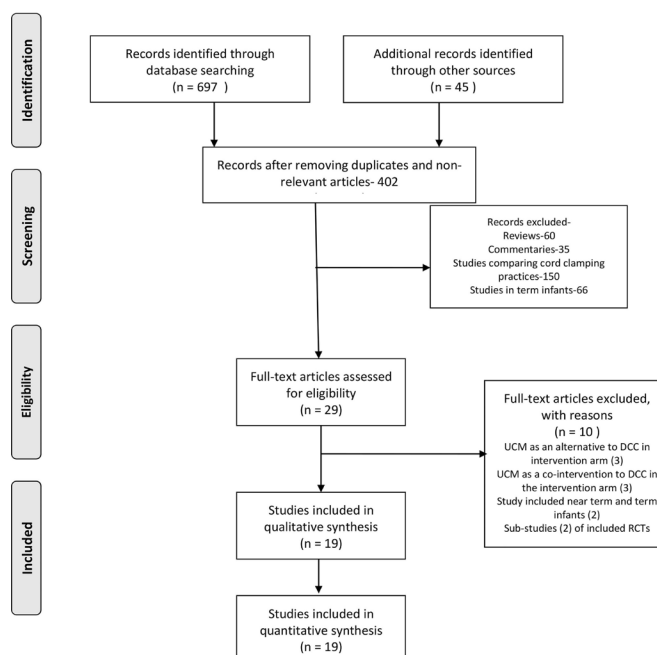 Identification
Records identified through
database searching
(n = 697  )
Additional records identified
through other sources
(n = 45 )
Records after removing duplicates and non-
relevant articles- 402
Screening
Records excluded-
Reviews-60
Commentaries-35
Studies comparing cord clamping
practices-150
Studies in term infants-66
Eligibility
Full-text articles assessed
for eligibility
(n = 29)
Full-text articles excluded,
with reasons
(n = 10 )
UCM as an alternative to DCC in
intervention arm (3)
UCM as a co-intervention to DCC in
the intervention arm (3)
Study included near term and term
infants (2)
Sub-studies (2) of included RCTs
Included
Studies included in
qualitative synthesis
(n = 19)
Studies included in
quantitative synthesis
(n = 19)